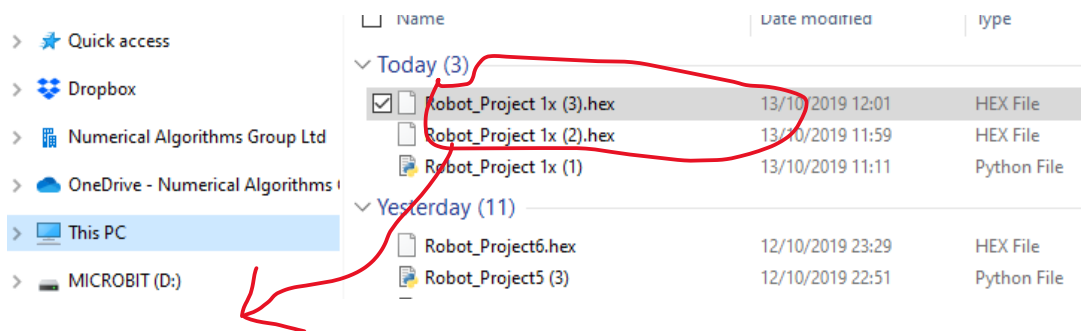 Name Date modified Type
Quick access
Dropbox
Numerical Algorithms Group Ltd
OneDrive - Numerical Algorithms
This PC
MICROBIT (D:)
Today (3)
Robot_Project 1x (3).hex 13/10/2019 12:01 HEX File
Robot_Project 1x (2).hex 13/10/2019 11:59 HEX File
Robot_Project 1x (1) 13/10/2019 11:11 Python File
Yesterday (11)
Robot_Project6.hex 12/10/2019 23:29 HEX File
Robot_Project5 (3) 12/10/2019 22:51 Python File